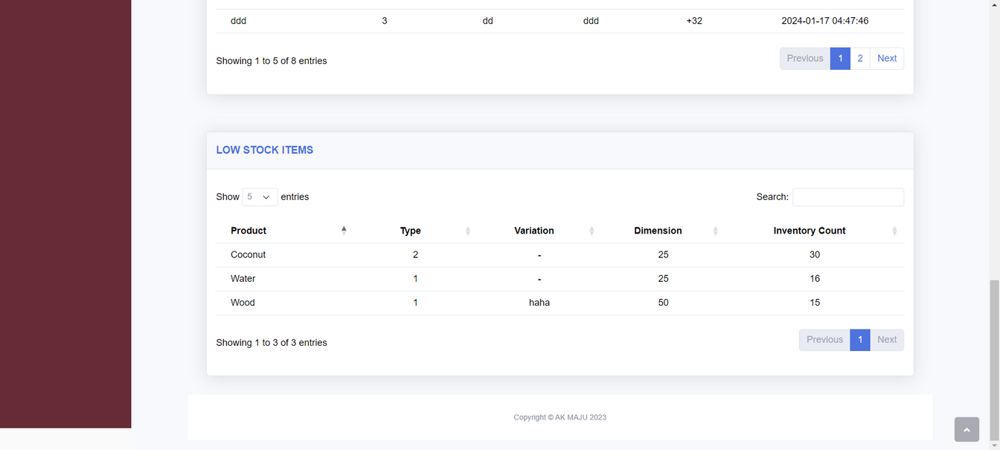 ddd 3 dd ddd +32 2024-01-17 04:47:46
Showing 1 to 5 of 8 entries Previous 1 2 Next
LOW STOCK ITEMS
Show 5 entries Search:
Product Type Variation Dimension Inventory Count
Coconut 2 - 25 30
Water 1 - 25 16
Wood 1 haha 50 15
Showing 1 to 3 of 3 entries Previous 1 Next
Copyright © AK MAJU 2023